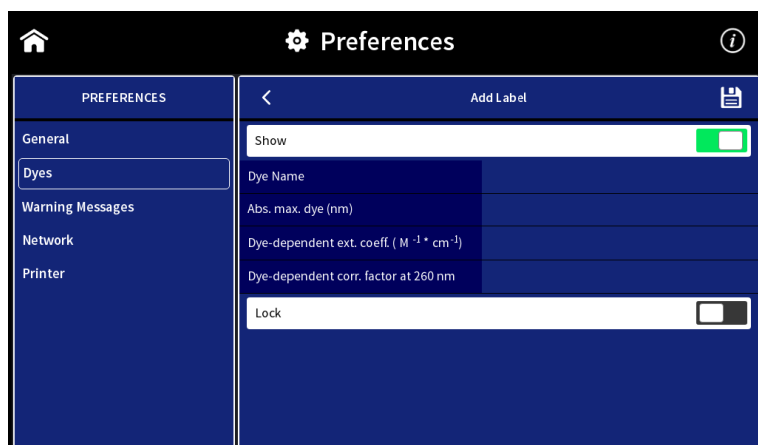 Preferences
PREFERENCES
General
Dyes
Warning Messages
Network
Printer
Add Label
Show
Dye Name
Abs. max. dye (nm)
Dye-dependent ext. coeff. ( M ⁻¹ * cm⁻¹)
Dye-dependent corr. factor at 260 nm
Lock